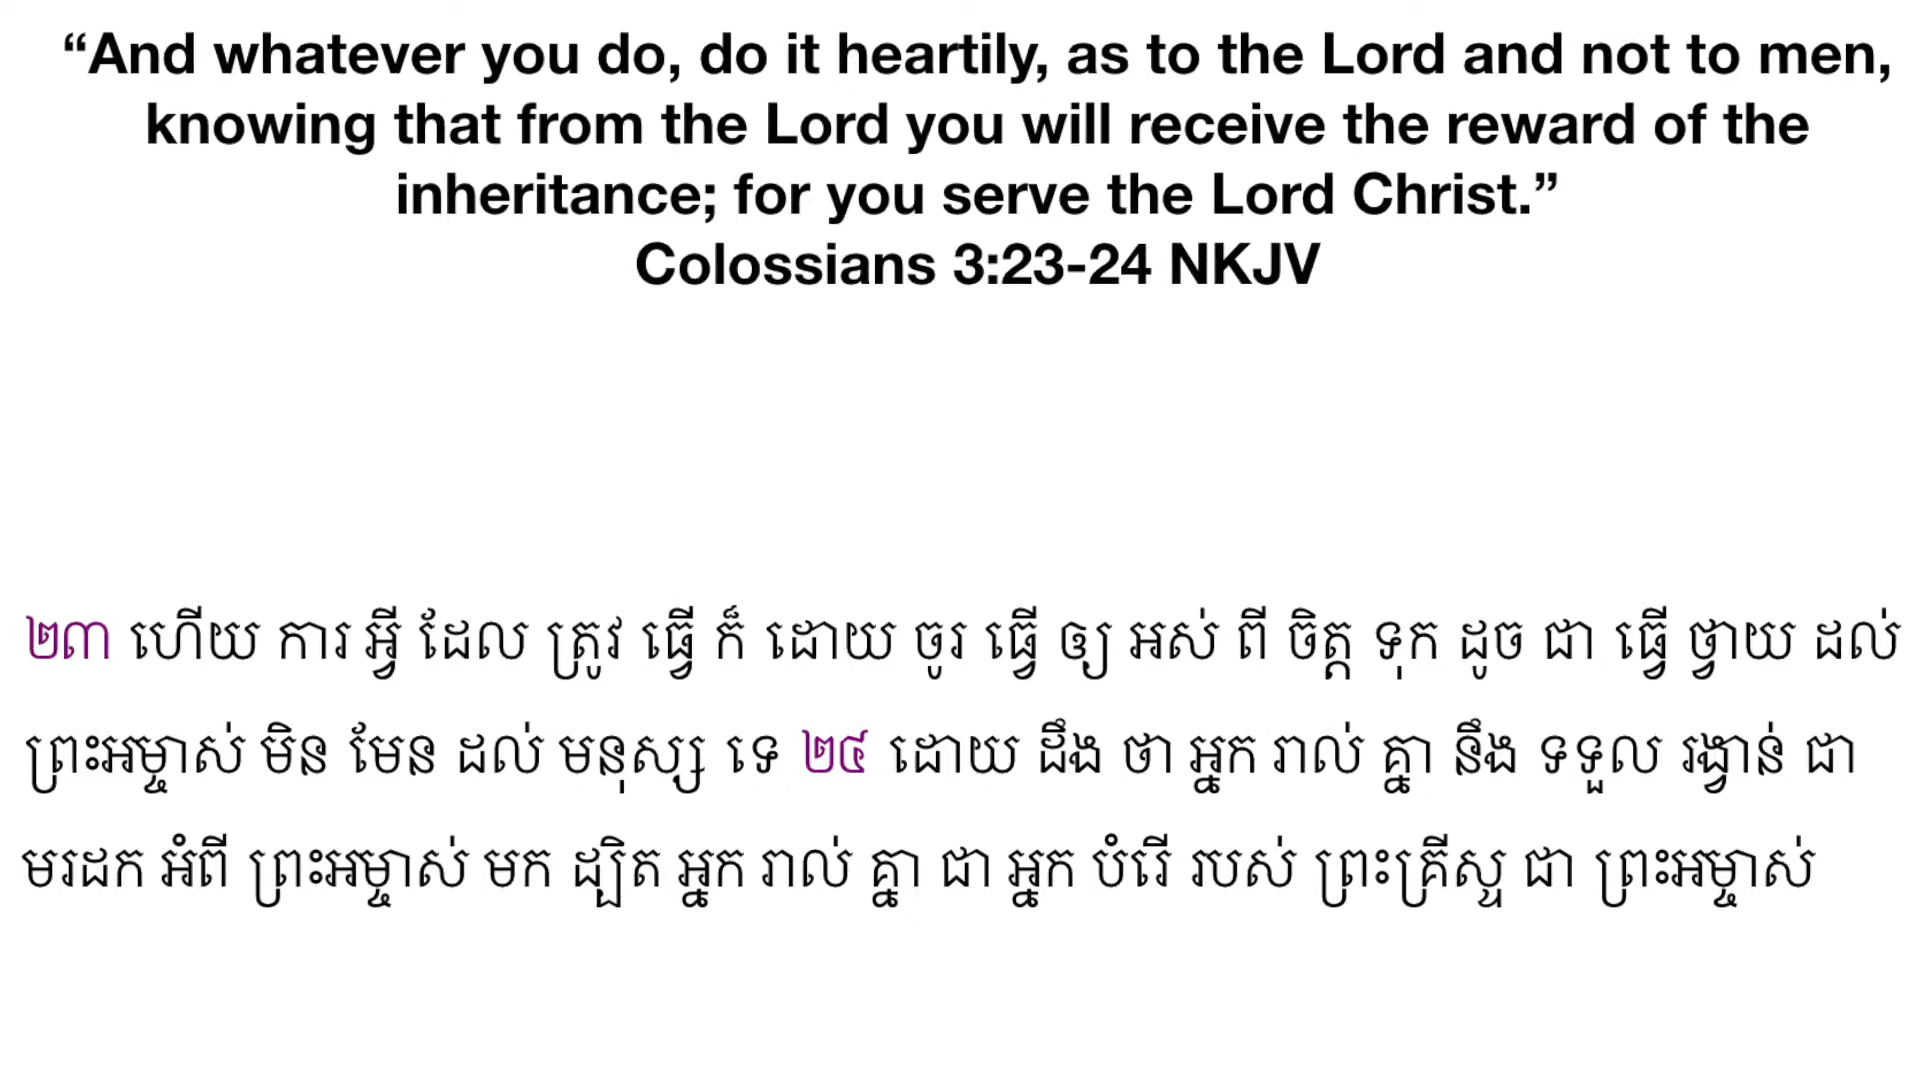 “And whatever you do, do it heartily, as to the Lord and not to men,
knowing that from the Lord you will receive the reward of the
inheritance; for you serve the Lord Christ.”
Colossians 3:23-24 NKJV
២៣ ហើយ ការ អ្វី ដែល ត្រូវ ធ្វើ ក៏ ដោយ ចូរ ធ្វើ ឲ្យ អស់ ពី ចិត្ត ទុក ដូច ជា ធ្វើ ថ្វាយ ដល់
ព្រះអម្ចាស់ មិន មែន ដល់ មនុស្ស ទេ ២៤ ដោយ ដឹង ថា អ្នក រាល់ គ្នា នឹង ទទួល រង្វាន់ ជា
មរដក អំពី ព្រះអម្ចាស់ មក ដ្បិត អ្នក រាល់ គ្នា ជា អ្នក បំរើ របស់ ព្រះគ្រីស្ទ ជា ព្រះអម្ចាស់